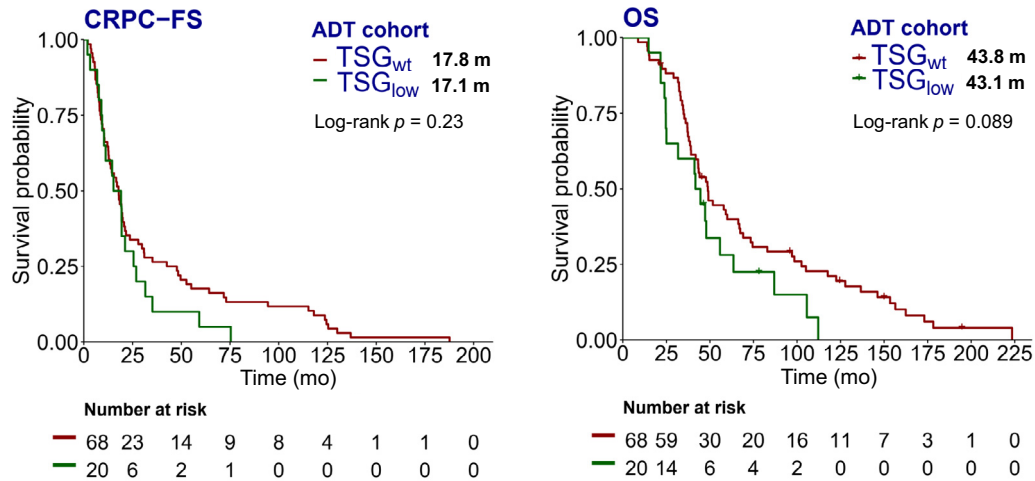 CRPC−FS
ADT cohort
TSGwt 17.8 m
TSGlow 17.1 m
Log-rank p = 0.23
Survival probability
1.00
0.75
0.50
0.25
0.00
0 25 50 75 100 125 150 175 200
Time (mo)
Number at risk
68 23 14 9 8 4 1 1 0
20 6 2 1 0 0 0 0 0
OS
ADT cohort
TSGwt 43.8 m
TSGlow 43.1 m
Log-rank p = 0.089
Survival probability
1.00
0.75
0.50
0.25
0.00
0 25 50 75 100 125 150 175 200 225
Time (mo)
Number at risk
68 59 30 20 16 11 7 3 1 0
20 14 6 4 2 0 0 0 0 0